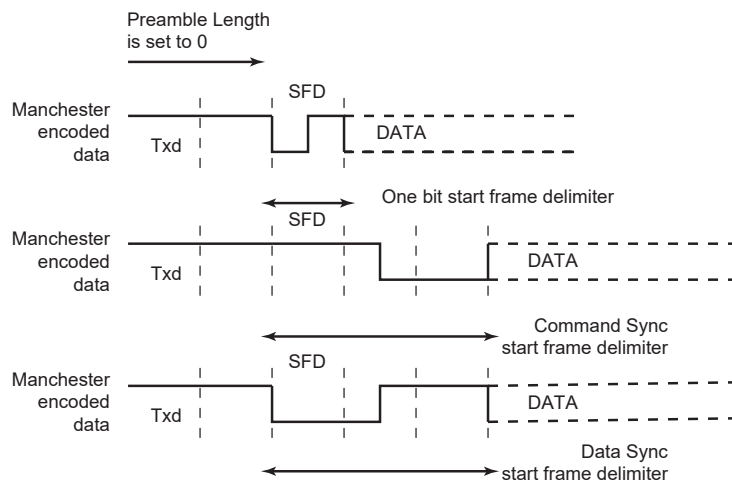 Preamble Length
is set to 0
SFD
Manchester
encoded
data
Txd
DATA
One bit start frame delimiter
SFD
Manchester
encoded
data
Txd
DATA
Command Sync
start frame delimiter
SFD
Manchester
encoded
data
Txd
DATA
Data Sync
start frame delimiter